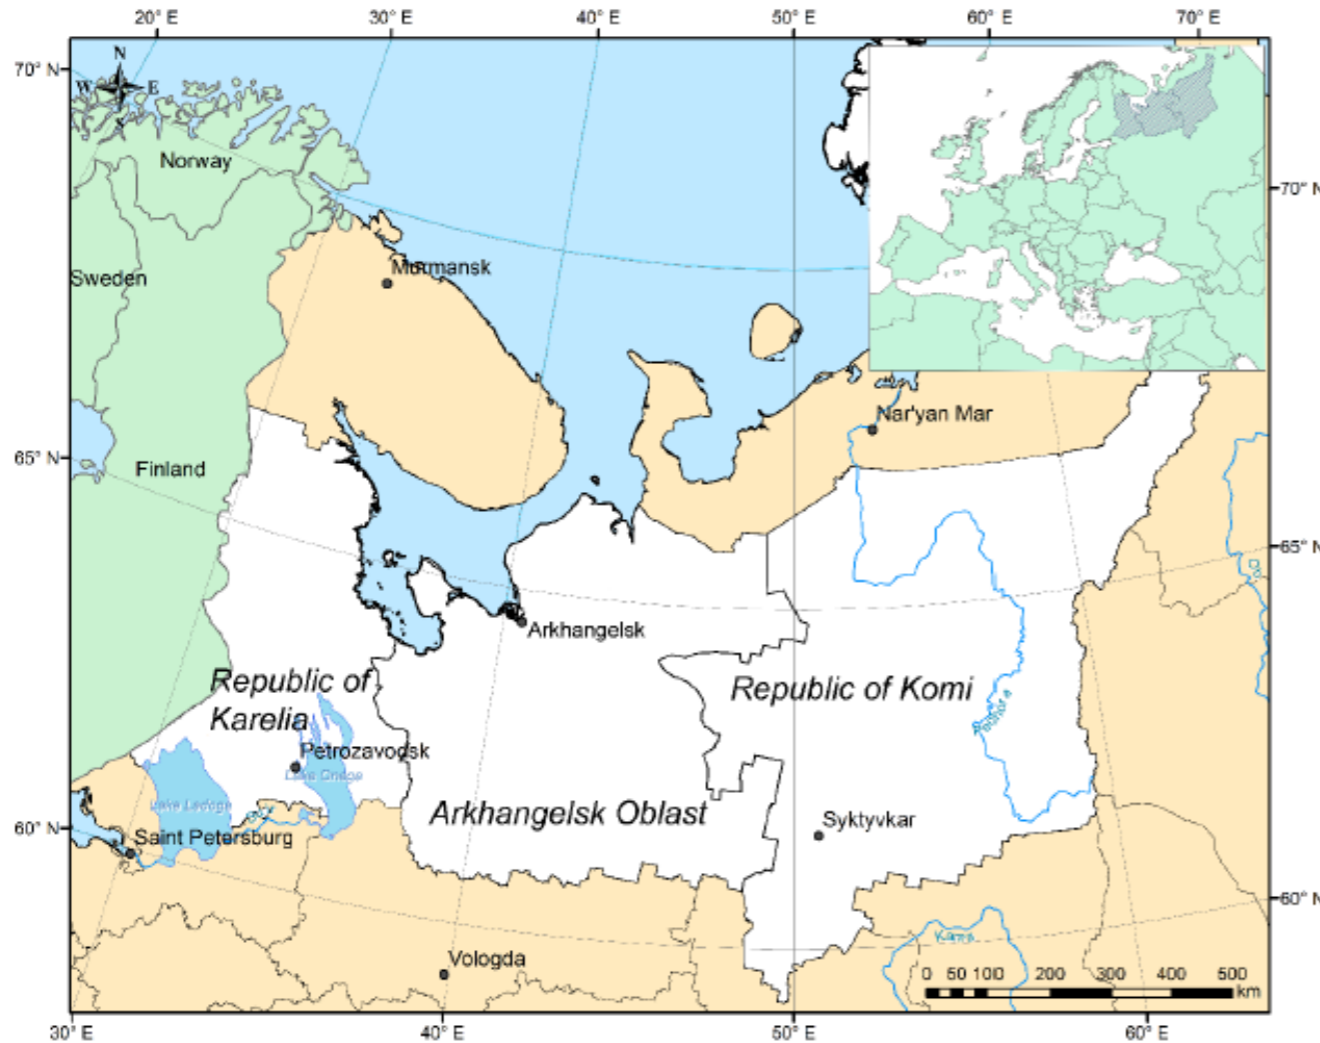 20° E 30° E 40° E 50° E 60° E 70° E
70° N
N
W E
S
Norway
70° N
Sweden
Murmansk
Nar'yan Mar
65° N
Finland
65° N
Arkhangelsk
Republic of
Karelia
Republic of Komi
Pechora
Petrozavodsk
Lake Onega
Lake Ladoga
Arkhangelsk Oblast
Syktyvkar
60° N
Saint Petersburg
60° N
Kama
Vologda
0 50 100 200 300 400 500
km
30° E 40° E 50° E 60° E